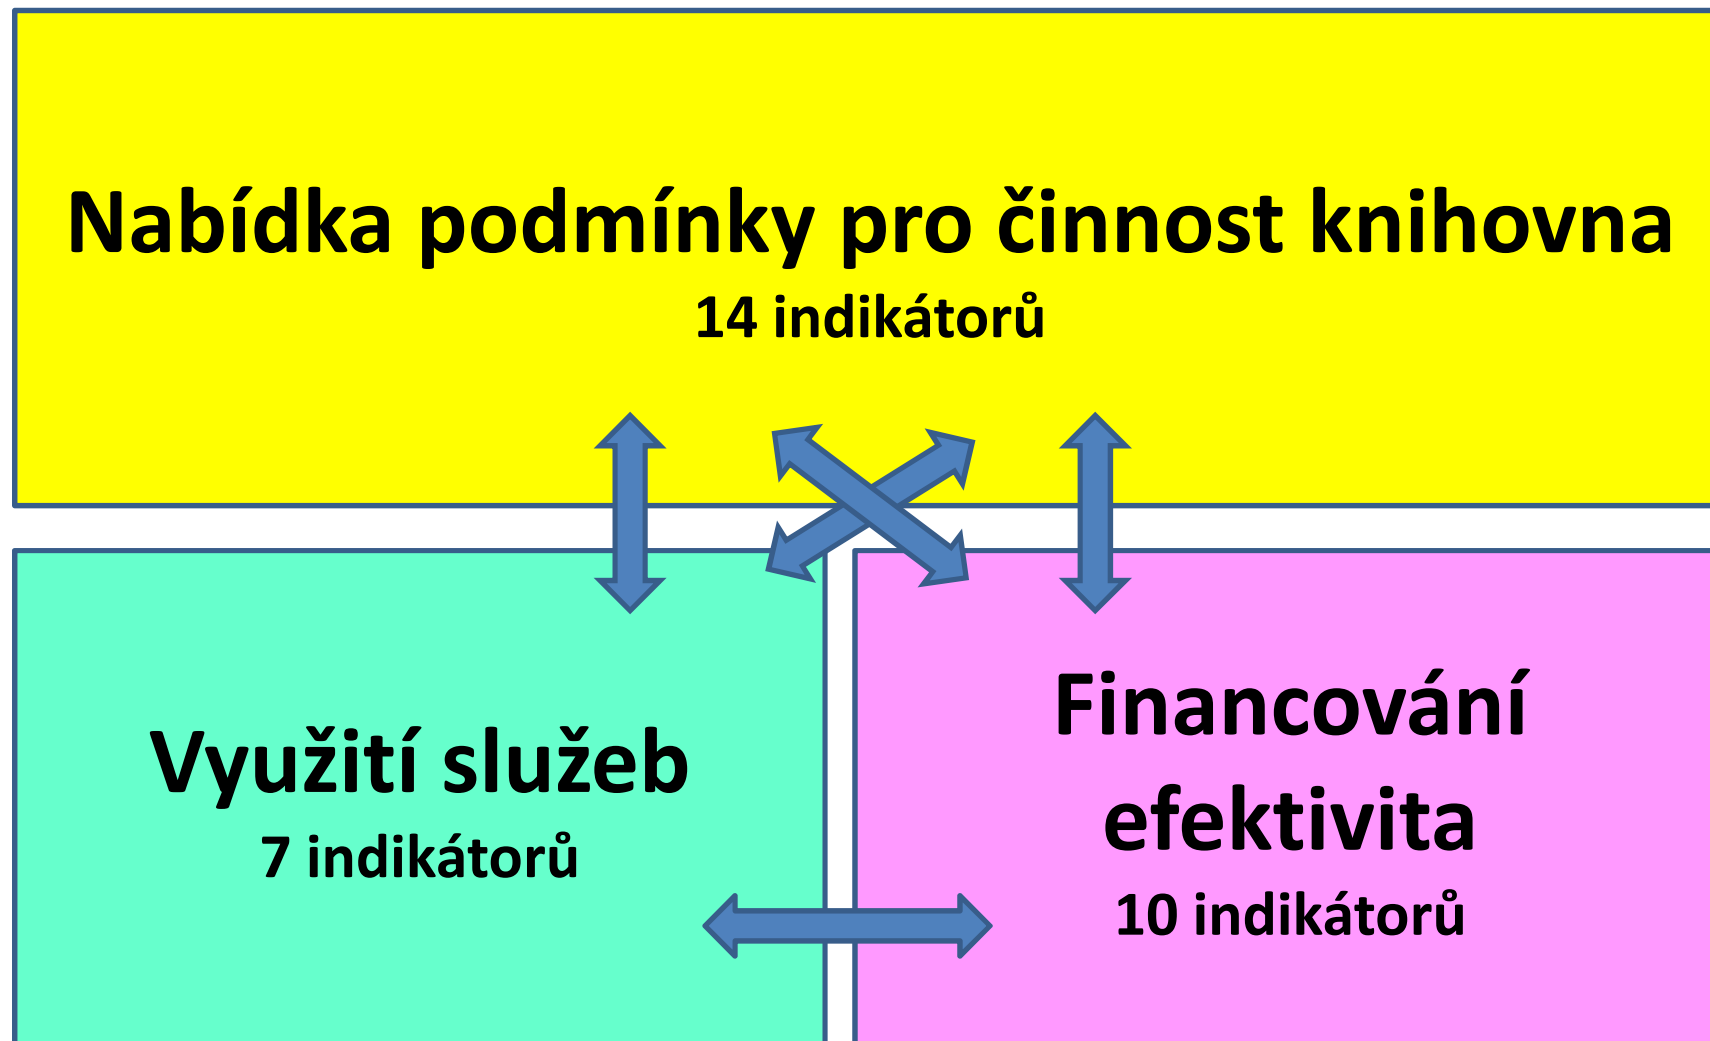 Nabídka podmínky pro činnost knihovna
14 indikátorů
Využití služeb
7 indikátorů
Financování
efektivita
10 indikátorů